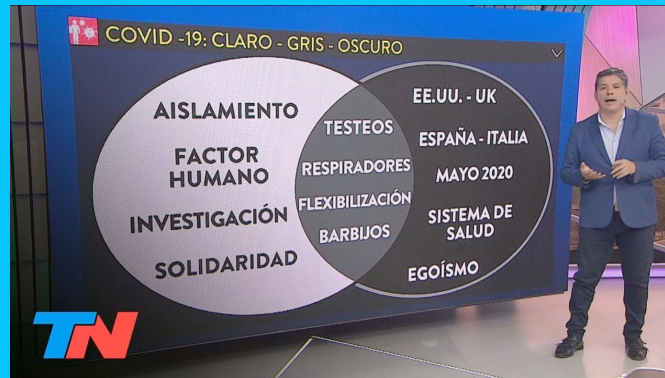 COVID -19: CLARO - GRIS - OSCURO
AISLAMIENTO
FACTOR
HUMANO
INVESTIGACIÓN
SOLIDARIDAD
TESTEOS
RESPIRADORES
FLEXIBILIZACIÓN
BARBIJOS
EE.UU. - UK
ESPAÑA - ITALIA
MAYO 2020
SISTEMA DE
SALUD
EGOÍSMO
TN